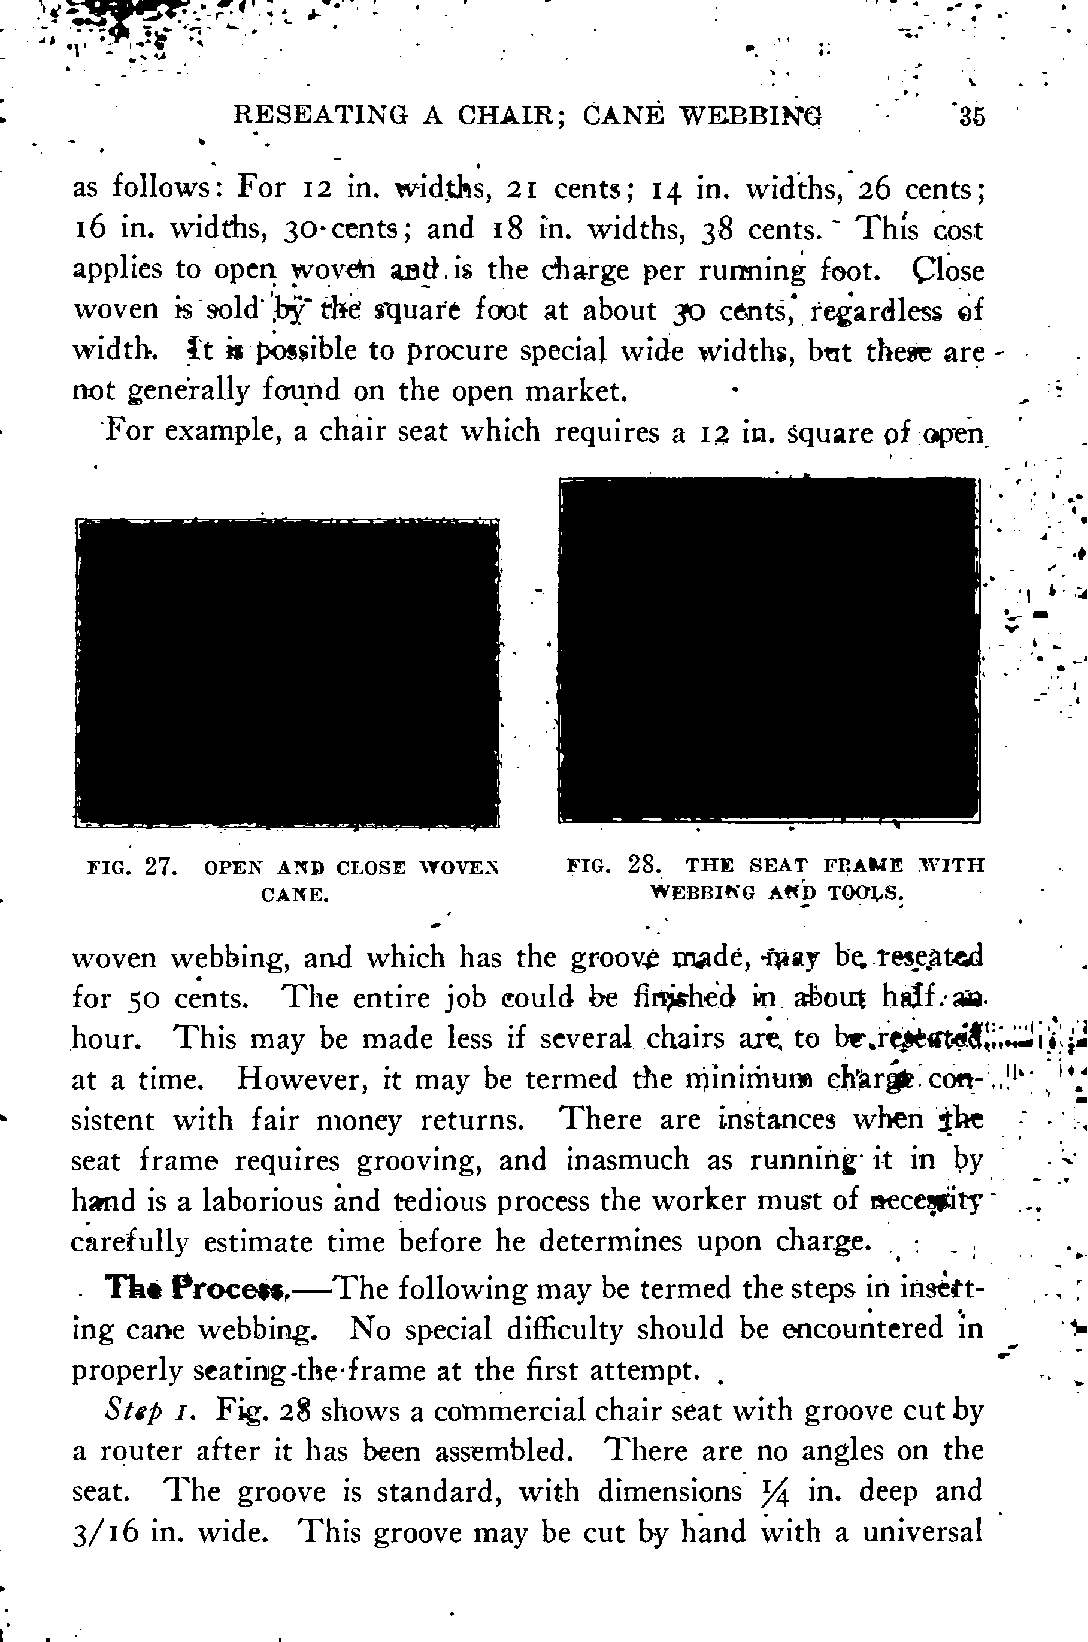 RESEATING A CHAIR; CANE WEBBING 35
as follows: For 12 in. widths, 21 cents; 14 in. widths, 26 cents;
16 in. widths, 30 cents; and 18 in. widths, 38 cents. This cost
applies to open woven and is the charge per running foot. Close
woven is sold by the square foot at about 30 cents, regardless of
width. It is possible to procure special wide widths, but these are
not generally found on the open market.
For example, a chair seat which requires a 12 in. square of open
FIG. 27. OPEN AND CLOSE WOVEN
CANE.
FIG. 28. THE SEAT FRAME WITH
WEBBING AND TOOLS.
woven webbing, and which has the groove made, may be reseated
for 50 cents. The entire job could be finished in about half an
hour. This may be made less if several chairs are to be reseated
at a time. However, it may be termed the minimum charge con-
sistent with fair money returns. There are instances when the
seat frame requires grooving, and inasmuch as running it in by
hand is a laborious and tedious process the worker must of necessity
carefully estimate time before he determines upon charge.
The Process.—The following may be termed the steps in insert-
ing cane webbing. No special difficulty should be encountered in
properly seating the frame at the first attempt.
Step 1. Fig. 28 shows a commercial chair seat with groove cut by
a router after it has been assembled. There are no angles on the
seat. The groove is standard, with dimensions ¼ in. deep and
3/16 in. wide. This groove may be cut by hand with a universal